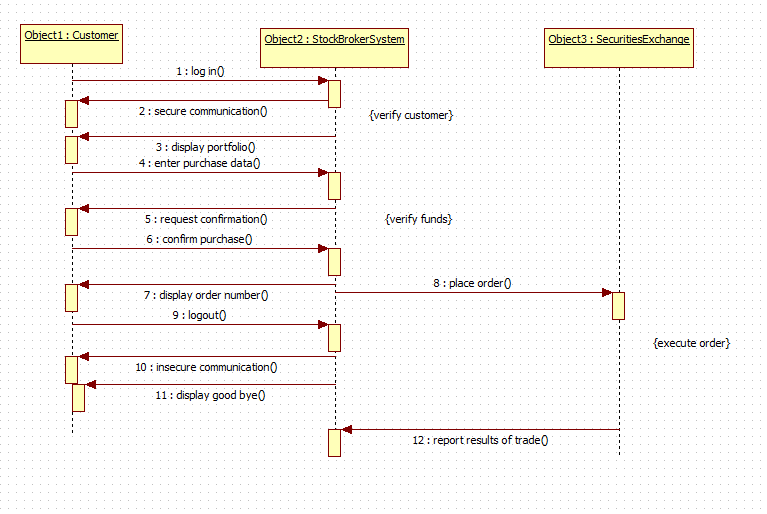 Object1 : Customer
Object2 : StockBrokerSystem
Object3 : SecuritiesExchange
1 : log in()
2 : secure communication()
{verify customer}
3 : display portfolio()
4 : enter purchase data()
5 : request confirmation()
{verify funds}
6 : confirm purchase()
8 : place order()
7 : display order number()
9 : logout()
{execute order}
10 : insecure communication()
11 : display good bye()
12 : report results of trade()